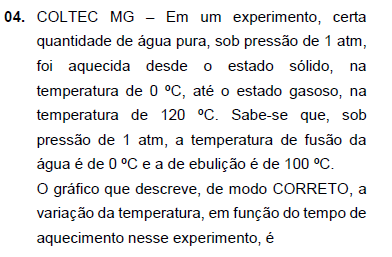 04. COLTEC MG – Em um experimento, certa
quantidade de água pura, sob pressão de 1 atm,
foi aquecida desde o estado sólido, na
temperatura de 0 ºC, até o estado gasoso, na
temperatura de 120 ºC. Sabe-se que, sob
pressão de 1 atm, a temperatura de fusão da
água é de 0 ºC e a de ebulição é de 100 ºC.
O gráfico que descreve, de modo CORRETO, a
variação da temperatura, em função do tempo de
aquecimento nesse experimento, é